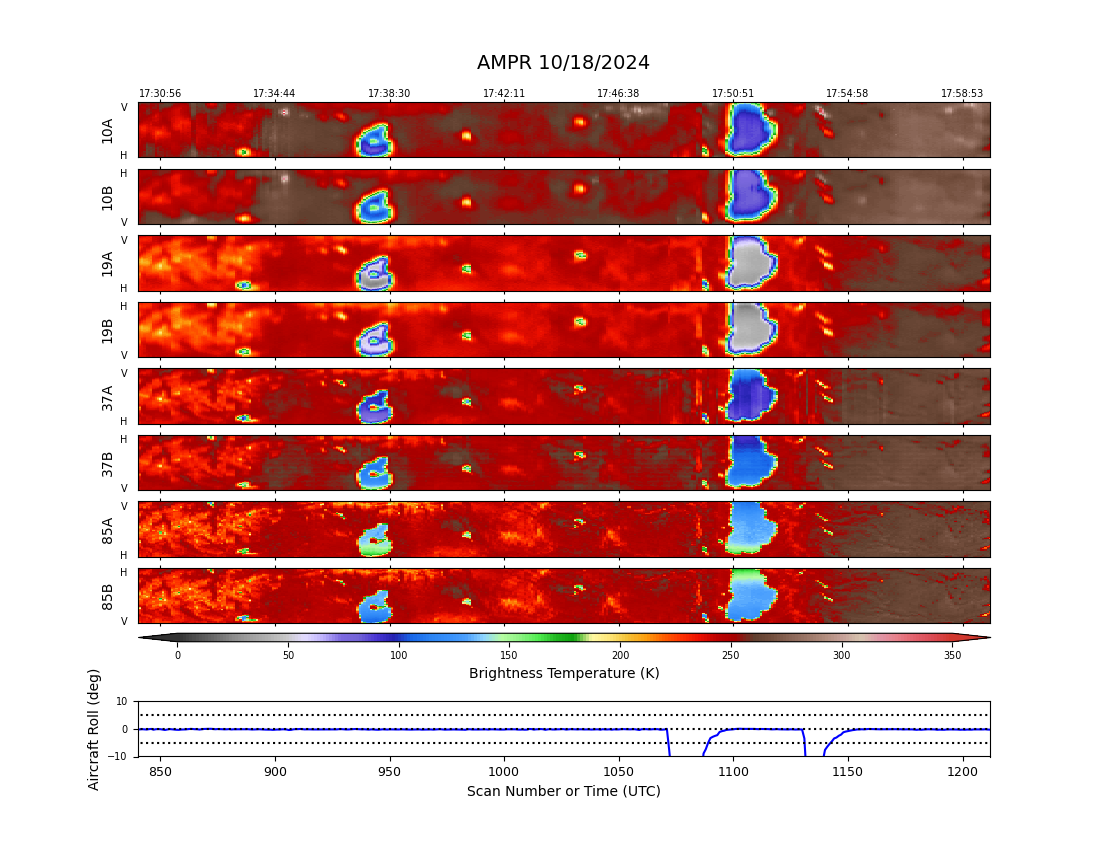 AMPR 10/18/2024
17:30:56 17:34:44 17:38:30 17:42:11 17:46:38 17:50:51 17:54:58 17:58:53
V
10A
H
H
10B
V
V
19A
H
H
19B
V
V
37A
H
H
37B
V
V
85A
H
H
85B
V
0 50 100 150 200 250 300 350
Brightness Temperature (K)
Aircraft Roll (deg)
10
0
−10
850 900 950 1000 1050 1100 1150 1200
Scan Number or Time (UTC)